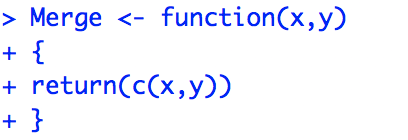 > Merge <- function(x,y)
+ {
+ return(c(x,y))
+ }